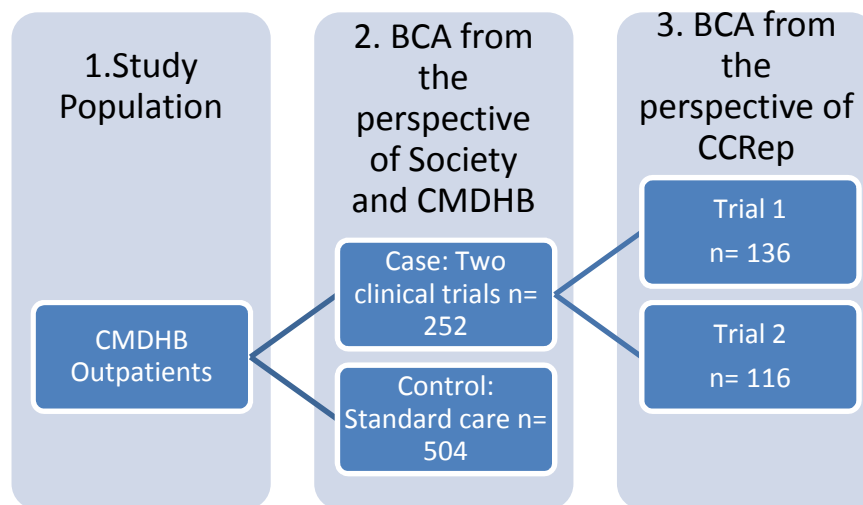 1.Study
Population
CMDHB
Outpatients
2. BCA from
the
perspective
of Society
and CMDHB
Case: Two
clinical trials n=
252
Control:
Standard care n=
504
3. BCA from
the
perspective of
CCRep
Trial 1
n= 136
Trial 2
n= 116